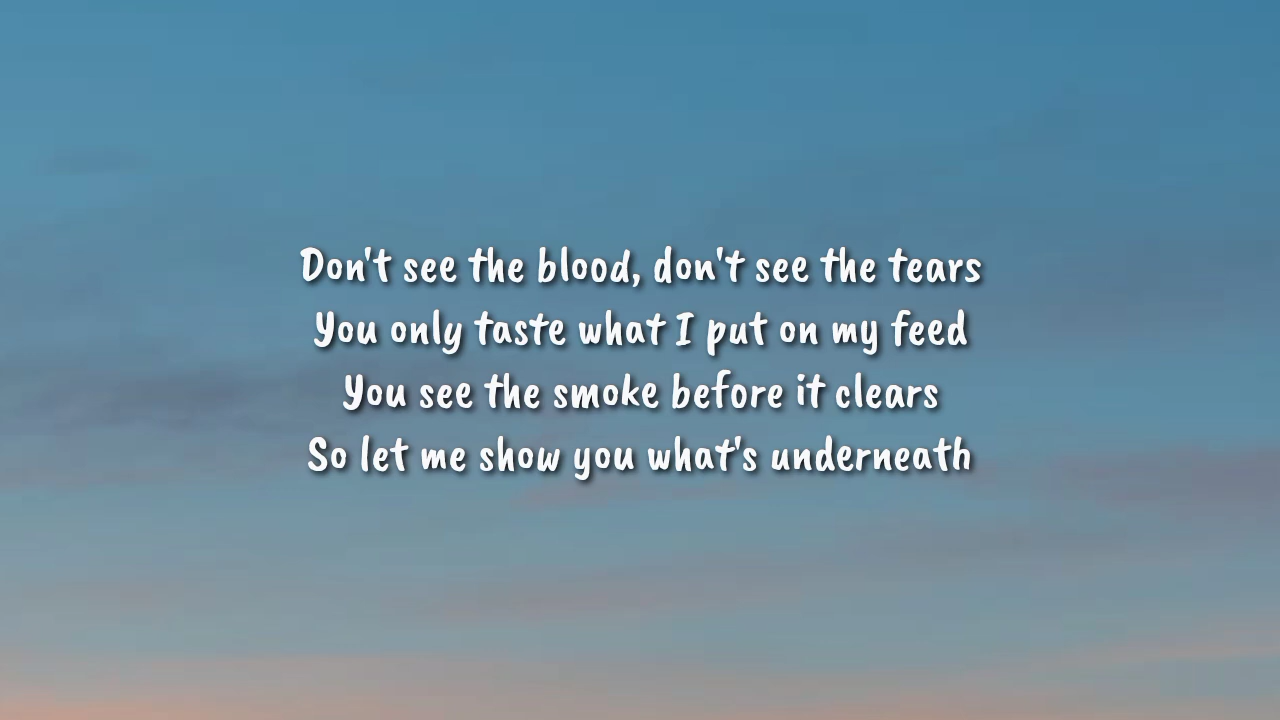 Don't see the blood, don't see the tears
You only taste what I put on my feed
You see the smoke before it clears
So let me show you what's underneath